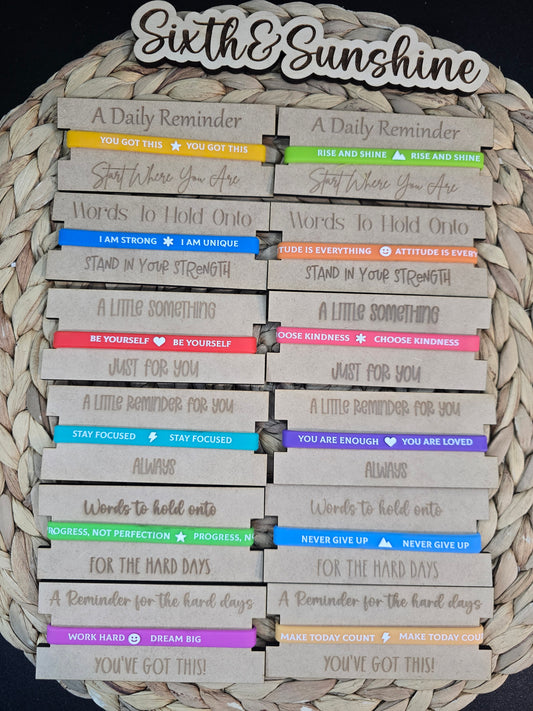 Sixth&Sunshine
A Daily Reminder
YOU GOT THIS ★ YOU GOT THIS
Start Where You Are
A Daily Reminder
RISE AND SHINE RISE AND SHINE
Start Where You Are
Words To Hold Onto
I AM STRONG I AM UNIQUE
STAND IN YOUR STRENGTH
Words To Hold Onto
TUDE IS EVERYTHING ATTITUDE IS EVERY
STAND IN YOUR STRENGTH
A LITTLE SOMETHING
BE YOURSELF ♥ BE YOURSELF
JUST FOR YOU
A LITTLE SOMETHING
OOSE KINDNESS CHOOSE KINDNESS
JUST FOR YOU
A LITTLE REMINDER FOR YOU
STAY FOCUSED STAY FOCUSED
ALWAYS
A LITTLE REMINDER FOR YOU
YOU ARE ENOUGH ♥ YOU ARE LOVED
ALWAYS
Words to hold onto
ROGRESS, NOT PERFECTION ★ PROGRESS, N
FOR THE HARD DAYS
Words to hold onto
NEVER GIVE UP NEVER GIVE UP
FOR THE HARD DAYS
A Reminder for the hard days
WORK HARD DREAM BIG
YOU'VE GOT THIS!
A Reminder for the hard days
MAKE TODAY COUNT MAKE TODAY COU
YOU'VE GOT THIS!